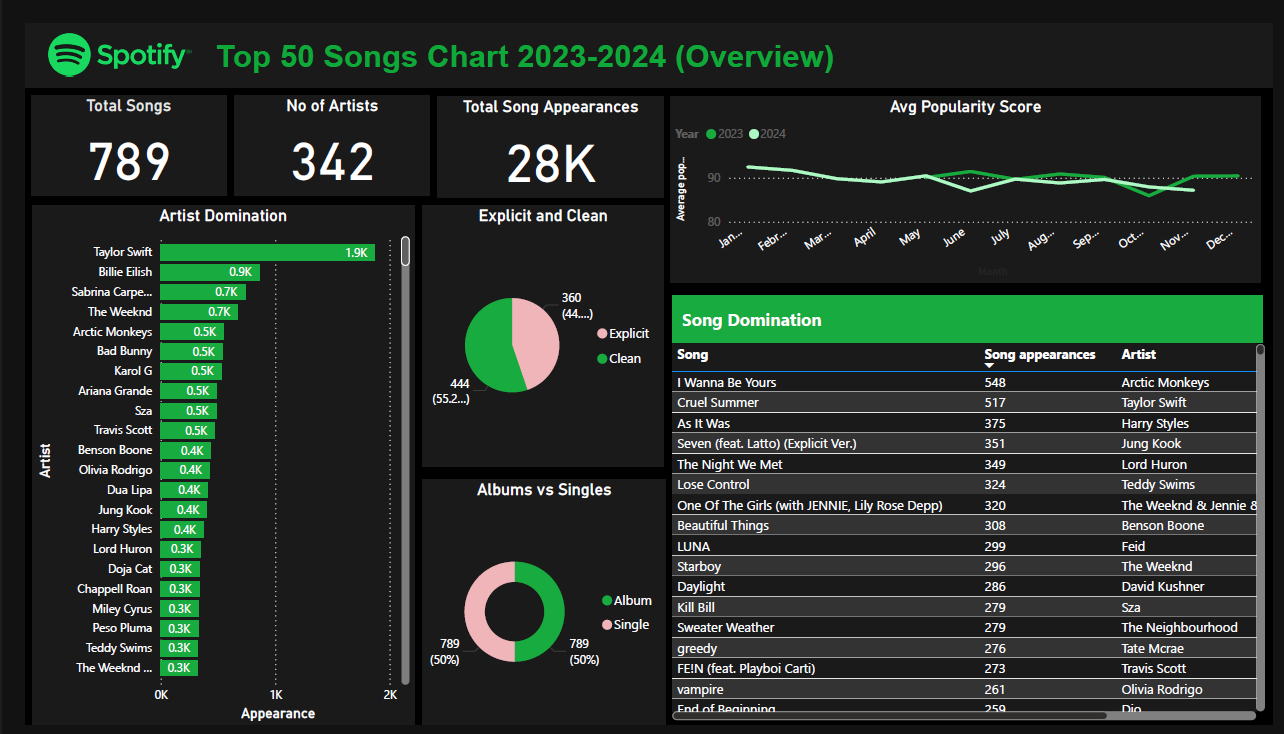 Spotify
Top 50 Songs Chart 2023-2024 (Overview)
Total Songs
789
No of Artists
342
Total Song Appearances
28K
Avg Popularity Score
Year 2023 2024
Average pop...
90
80
Jan... Febr... Mar... April May June July Aug... Sep... Oct... Nov... Dec...
Month
Artist Domination
Artist
Taylor Swift 1.9K
Billie Eilish 0.9K
Sabrina Carpe... 0.7K
The Weeknd 0.7K
Arctic Monkeys 0.5K
Bad Bunny 0.5K
Karol G 0.5K
Ariana Grande 0.5K
Sza 0.5K
Travis Scott 0.5K
Benson Boone 0.4K
Olivia Rodrigo 0.4K
Dua Lipa 0.4K
Jung Kook 0.4K
Harry Styles 0.4K
Lord Huron 0.3K
Doja Cat 0.3K
Chappell Roan 0.3K
Miley Cyrus 0.3K
Peso Pluma 0.3K
Teddy Swims 0.3K
The Weeknd ... 0.3K
0K 1K 2K
Appearance
Explicit and Clean
360
(44....)
Explicit
Clean
444
(55.2...)
Albums vs Singles
Album
Single
789
(50%)
789
(50%)
Song Domination
Song Song appearances Artist
I Wanna Be Yours 548 Arctic Monkeys
Cruel Summer 517 Taylor Swift
As It Was 375 Harry Styles
Seven (feat. Latto) (Explicit Ver.) 351 Jung Kook
The Night We Met 349 Lord Huron
Lose Control 324 Teddy Swims
One Of The Girls (with JENNIE, Lily Rose Depp) 320 The Weeknd & Jennie &
Beautiful Things 308 Benson Boone
LUNA 299 Feid
Starboy 296 The Weeknd
Daylight 286 David Kushner
Kill Bill 279 Sza
Sweater Weather 279 The Neighbourhood
greedy 276 Tate Mcrae
FE!N (feat. Playboi Carti) 273 Travis Scott
vampire 261 Olivia Rodrigo
End of Beginning 259 Djo